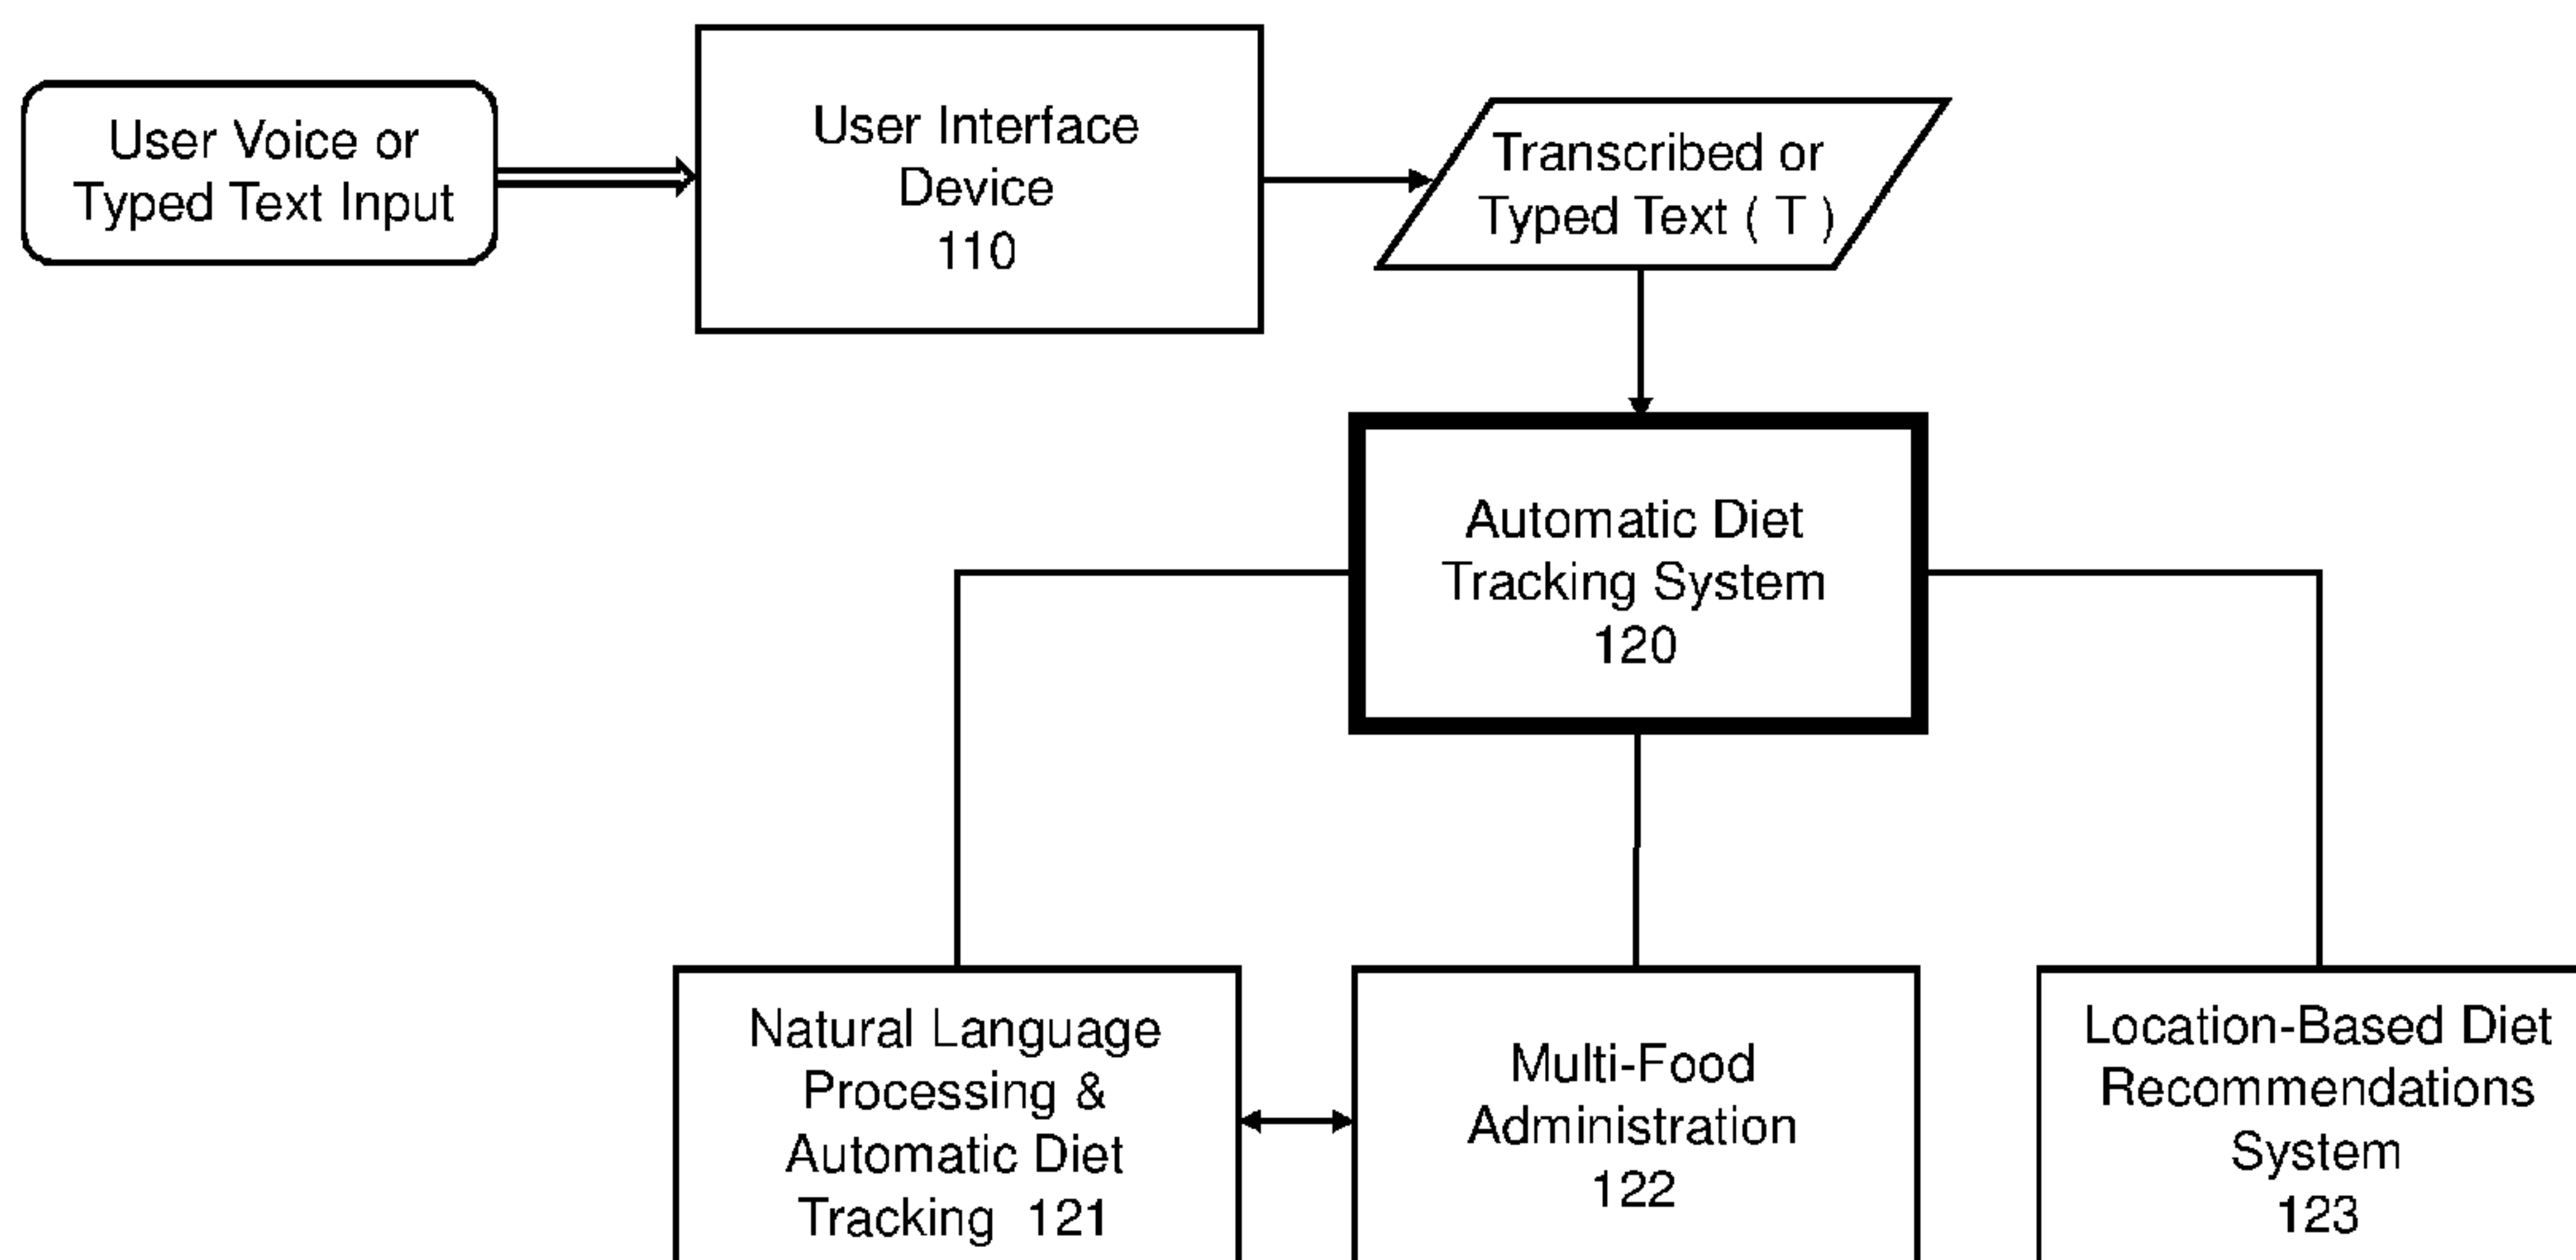 User Voice or
Typed Text Input
User Interface
Device
110
Transcribed or
Typed Text ( T )
Automatic Diet
Tracking System
120
Natural Language
Processing &
Automatic Diet
Tracking 121
Multi-Food
Administration
122
Location-Based Diet
Recommendations
System
123